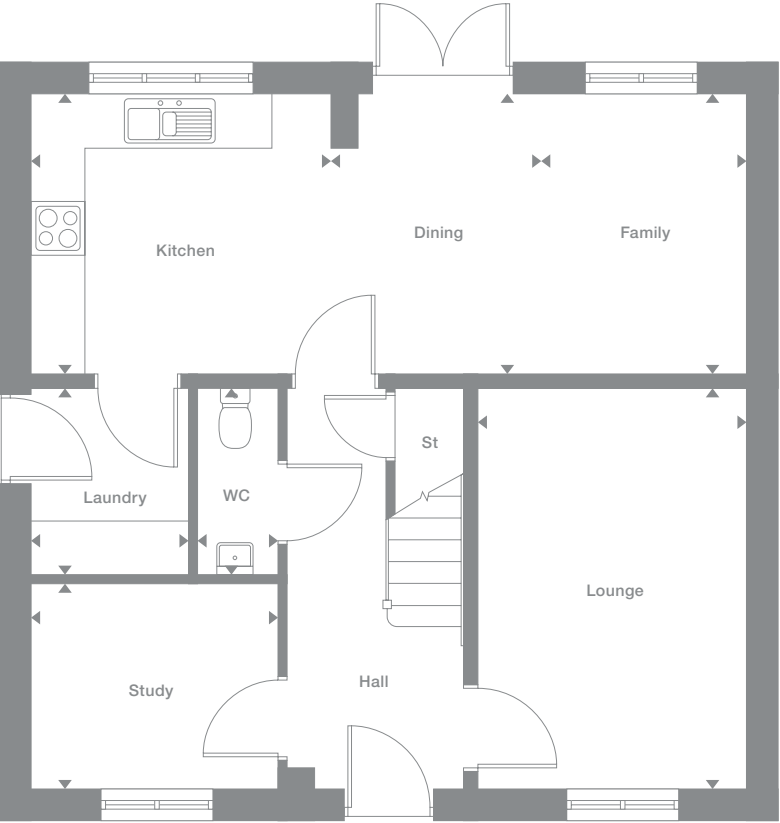 Kitchen
Dining
Family
St
Laundry
WC
Lounge
Study
Hall